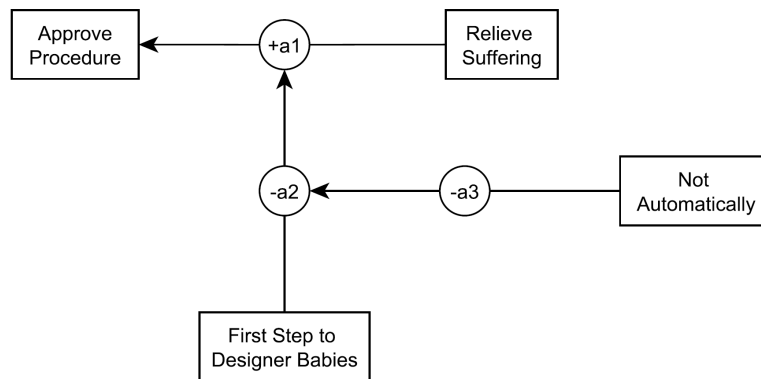 Approve
Procedure
+a1
Relieve
Suffering
-a2
-a3
Not
Automatically
First Step to
Designer Babies